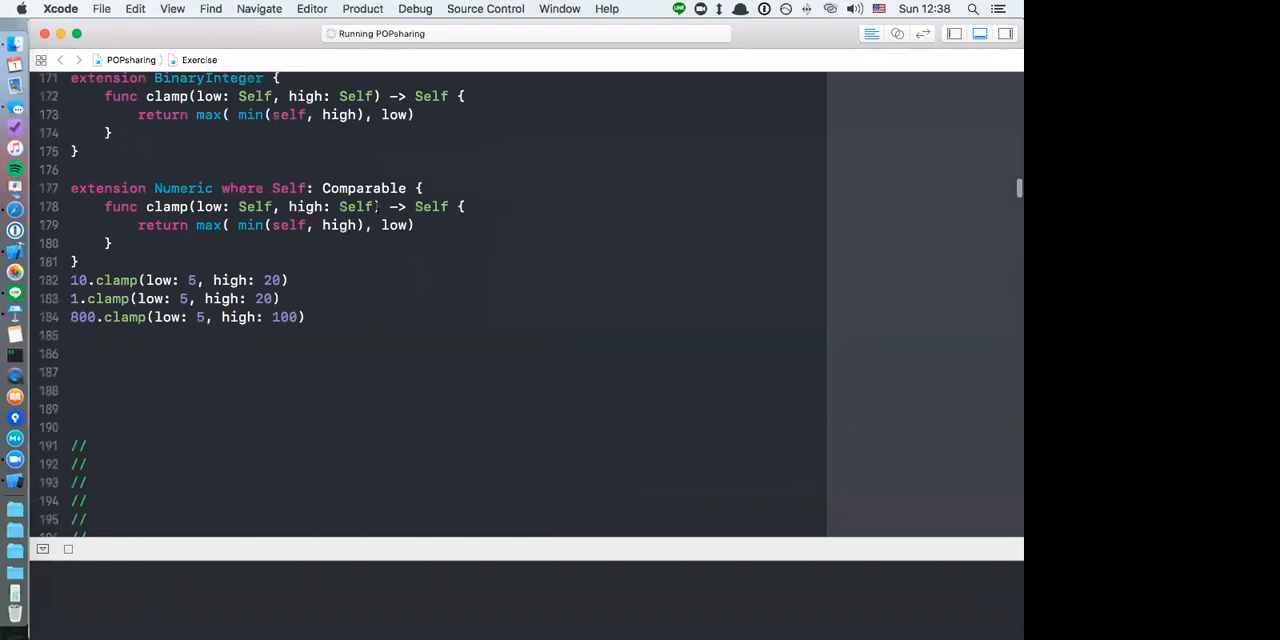 Xcode File Edit View Find Navigate Editor Product Debug Source Control Window Help Sun 12:38
Running POPsharing
POPsharing Exercise
171 extension BinaryInteger {
172 func clamp(low: Self, high: Self) -> Self {
173 return max( min(self, high), low)
174 }
175 }
176
177 extension Numeric where Self: Comparable {
178 func clamp(low: Self, high: Self) -> Self {
179 return max( min(self, high), low)
180 }
181 }
182 10.clamp(low: 5, high: 20)
183 1.clamp(low: 5, high: 20)
184 800.clamp(low: 5, high: 100)
185
186
187
188
189
190
191 //
192 //
193 //
194 //
195 //